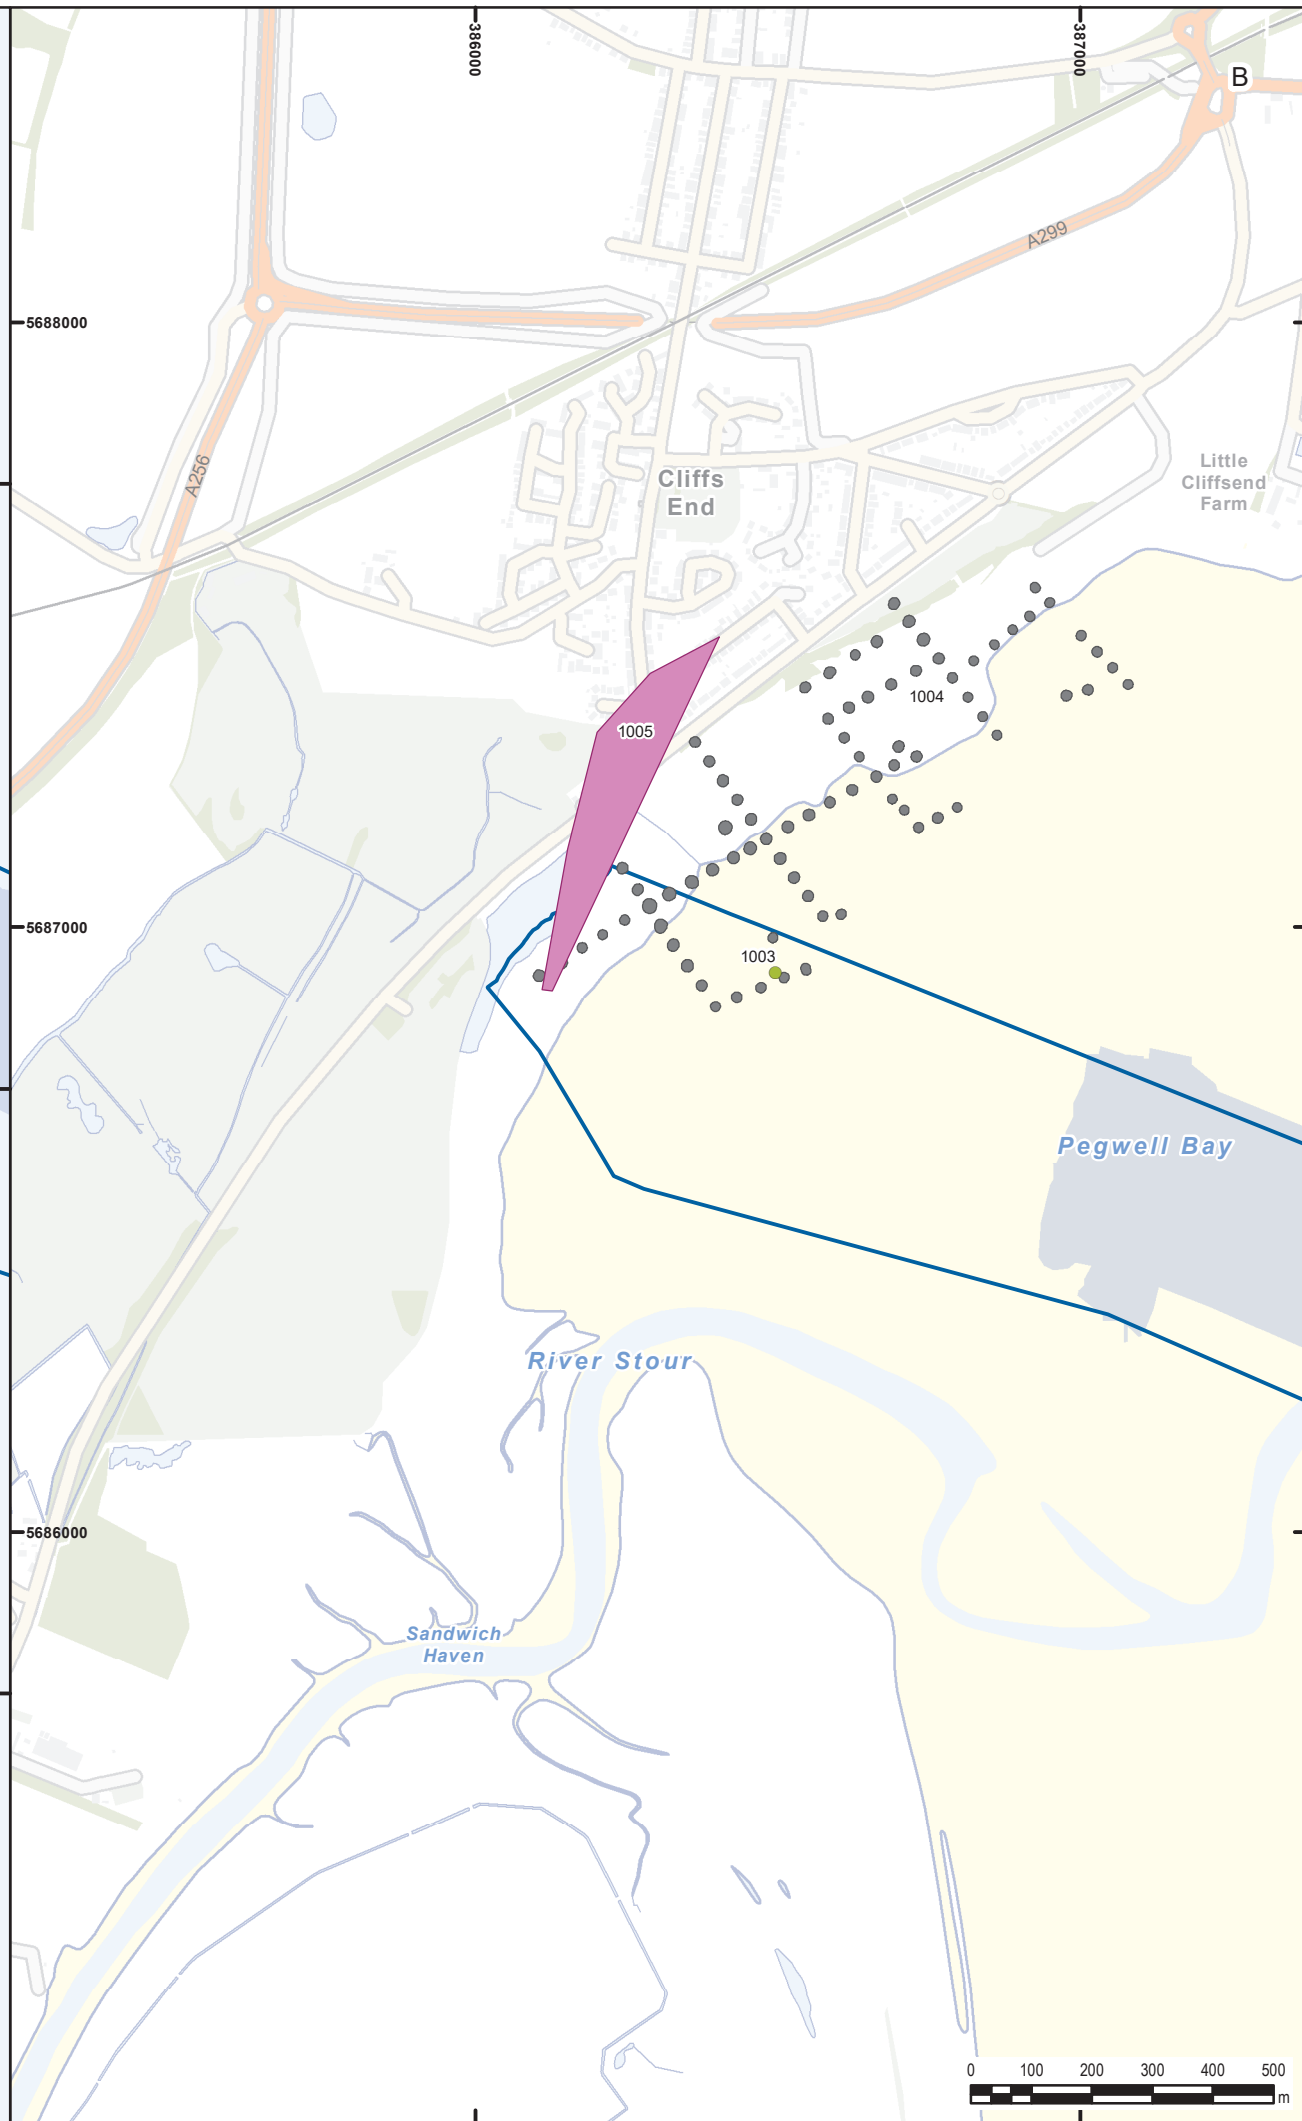 386000
387000
B
A299
5688000
A256
Cliffs
End
Little
Cliffsend
Farm
1004
1005
5687000
1003
Pegwell Bay
River Stour
5686000
Sandwich
Haven
0 100 200 300 400 500
m